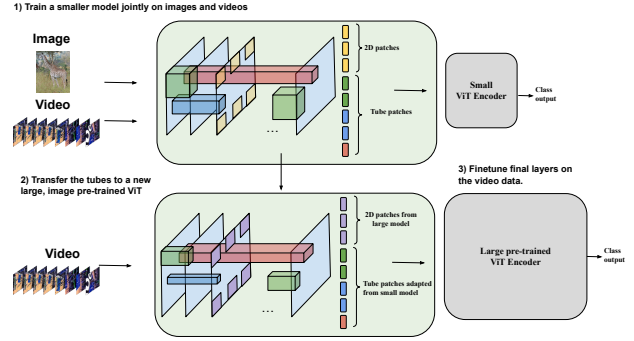 1) Train a smaller model jointly on images and videos
Image
Video
2D patches
Tube patches
...
Small
ViT Encoder
Class
output
2) Transfer the tubes to a new
large, image pre-trained ViT
3) Finetune final layers on
the video data.
Video
2D patches from
large model
Tube patches adapted
from small model
...
Large pre-trained
ViT Encoder
Class
output